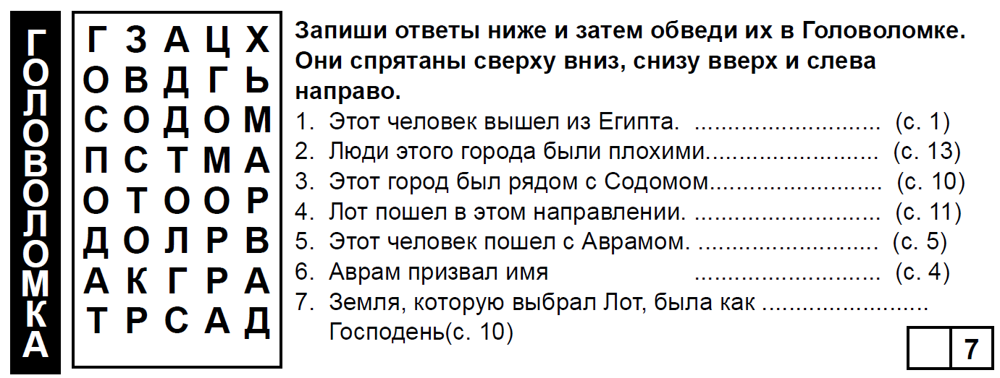 ГОЛОВОЛОМКА
Г З А Ц Х
О В Д Г Ь
С О Д О М
П С Т М А
О Т О О Р
Д О Л Р В
А К Г Р А
Т Р С А Д
Запиши ответы ниже и затем обведи их в Головоломке.
Они спрятаны сверху вниз, снизу вверх и слева
направо.
1. Этот человек вышел из Египта. ............................ (с. 1)
2. Люди этого города были плохими.......................... (с. 13)
3. Этот город был рядом с Содомом.......................... (с. 10)
4. Лот пошел в этом направлении. ............................ (с. 11)
5. Этот человек пошел с Аврамом. ........................... (с. 5)
6. Аврам призвал имя ............................ (с. 4)
7. Земля, которую выбрал Лот, была как .........................
Господень(с. 10)
7